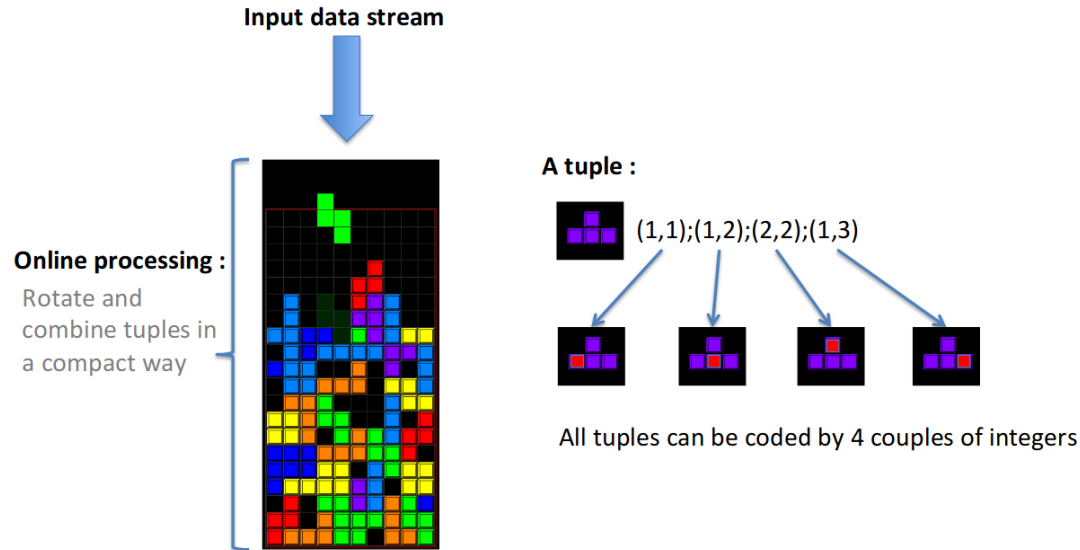 Input data stream
A tuple :
(1,1);(1,2);(2,2);(1,3)
Online processing :
Rotate and
combine tuples in
a compact way
All tuples can be coded by 4 couples of integers